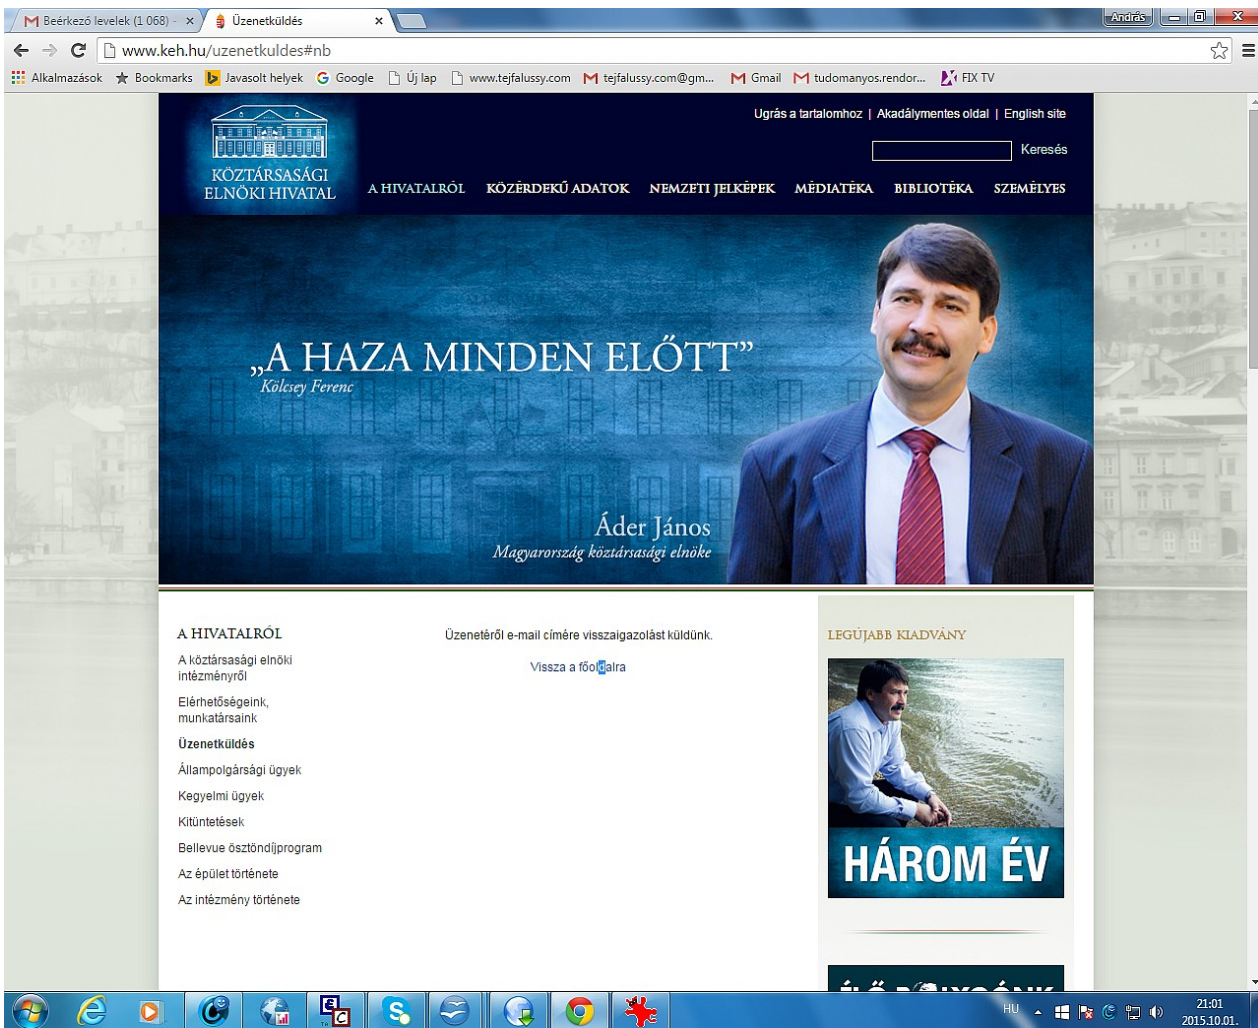 Beérkező levelek (1 068) -
Üzenetküldés
András
www.keh.hu/uzenetkuldes#nb
Alkalmazások
Bookmarks
Javasolt helyek
Google
Új lap
www.tejfalussy.com
tejfalussy.com@gm...
Gmail
tudomanyos.rendor...
FIX TV
Ugrás a tartalomhoz | Akadálymentes oldal | English site
Keresés
KÖZTÁRSASÁGI
ELNÖKI HIVATAL
A HIVATALRÓL KÖZÉRDEKŰ ADATOK NEMZETI JELKÉPEK MÉDIATÉKA BIBLIOTÉKA SZEMÉLYES
„A HAZA MINDEN ELŐTT”
Kölcsey Ferenc
Áder János
Magyarország köztársasági elnöke
A HIVATALRÓL
A köztársasági elnöki
intézményről
Elérhetőségeink,
munkatársaink
Üzenetküldés
Állampolgársági ügyek
Kegyelmi ügyek
Kitüntetések
Bellevue ösztöndíjprogram
Az épület története
Az intézmény története
Üzenetéről e-mail címére visszaigazolást küldünk.
Vissza a főoldalra
LEGÚJABB KIADVÁNY
HÁROM ÉV
HU
21:01
2015.10.01.